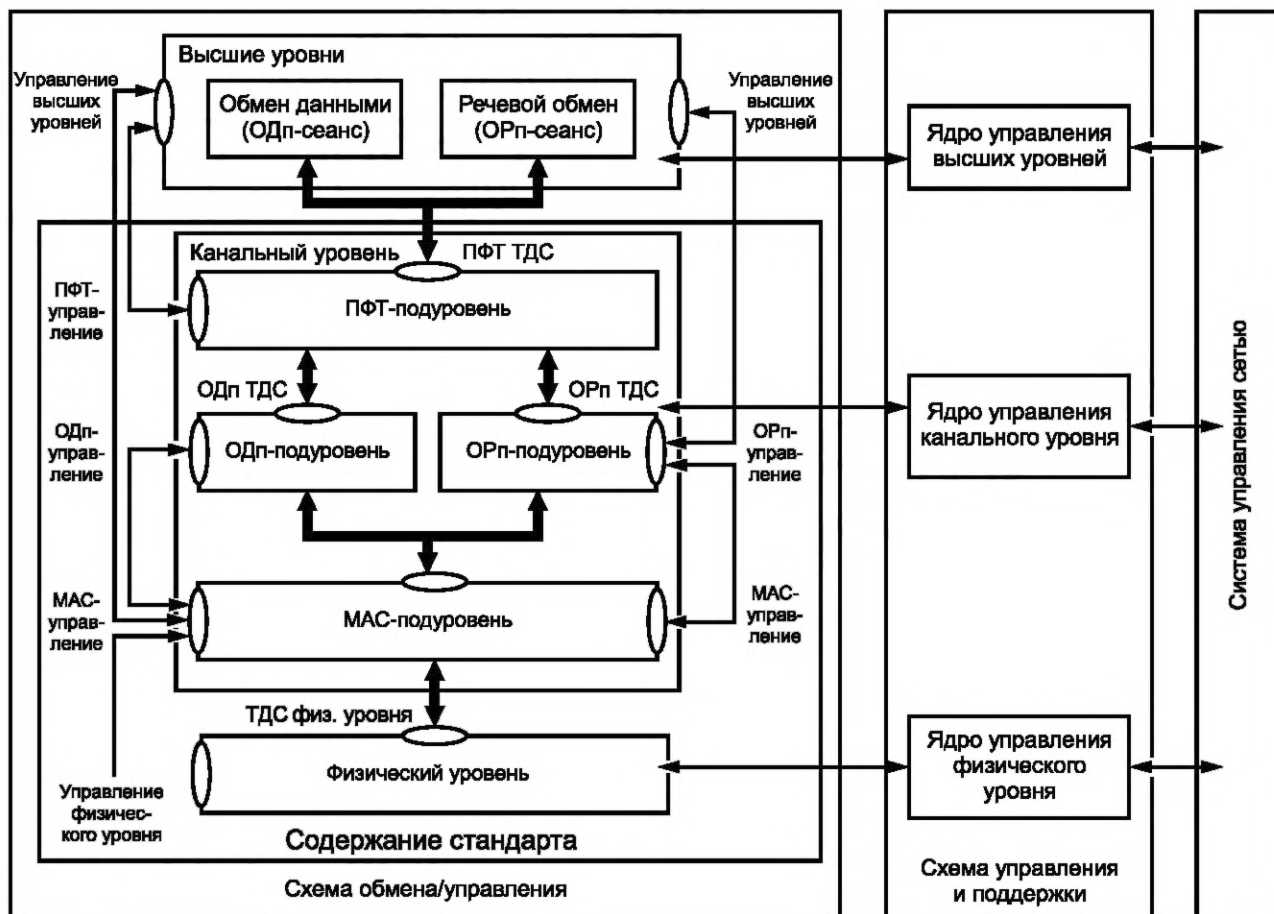 Высшие уровни
Управление
высших
уровней
Обмен данными
(ОДп-сеанс)
Речевой обмен
(ОРп-сеанс)
Управление
высших
уровней
Ядро управления
высших уровней
Канальный уровень
ПФТ ТДС
ПФТ-
управ-
ление
ПФТ-подуровень
ОДп ТДС
ОРп ТДС
ОДп-
управ-
ление
ОДп-подуровень
ОРп-подуровень
ОРп-
управ-
ление
Ядро управления
канального уровня
Система управления сетью
МАС-
управ-
ление
МАС-подуровень
МАС-
управ-
ление
ТДС физ. уровня
Физический уровень
Ядро управления
физического
уровня
Управление
физичес-
кого уровня
Содержание стандарта
Схема обмена/управления
Схема управления
и поддержки